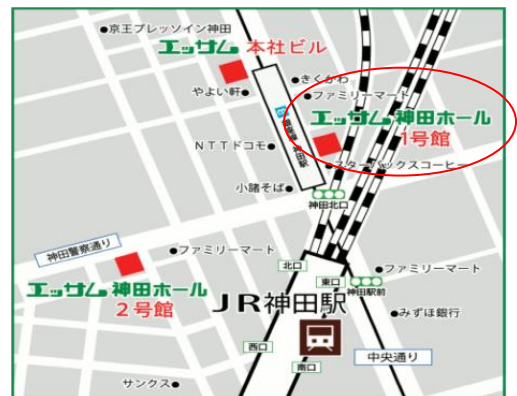 京王プレッソイン神田
エッサム 本社ビル
きくかわ
やよい軒
ファミリーマート
エッサム 神田ホール
1号館
NTTドコモ
スターバックスコーヒー
小諸そば
神田北口
神田警察通り
ファミリーマート
北口
エッサム 神田ホール
2号館
東口
ファミリーマート
神田駅前
JR神田駅
みずほ銀行
西口
中央通り
南口
サンクス